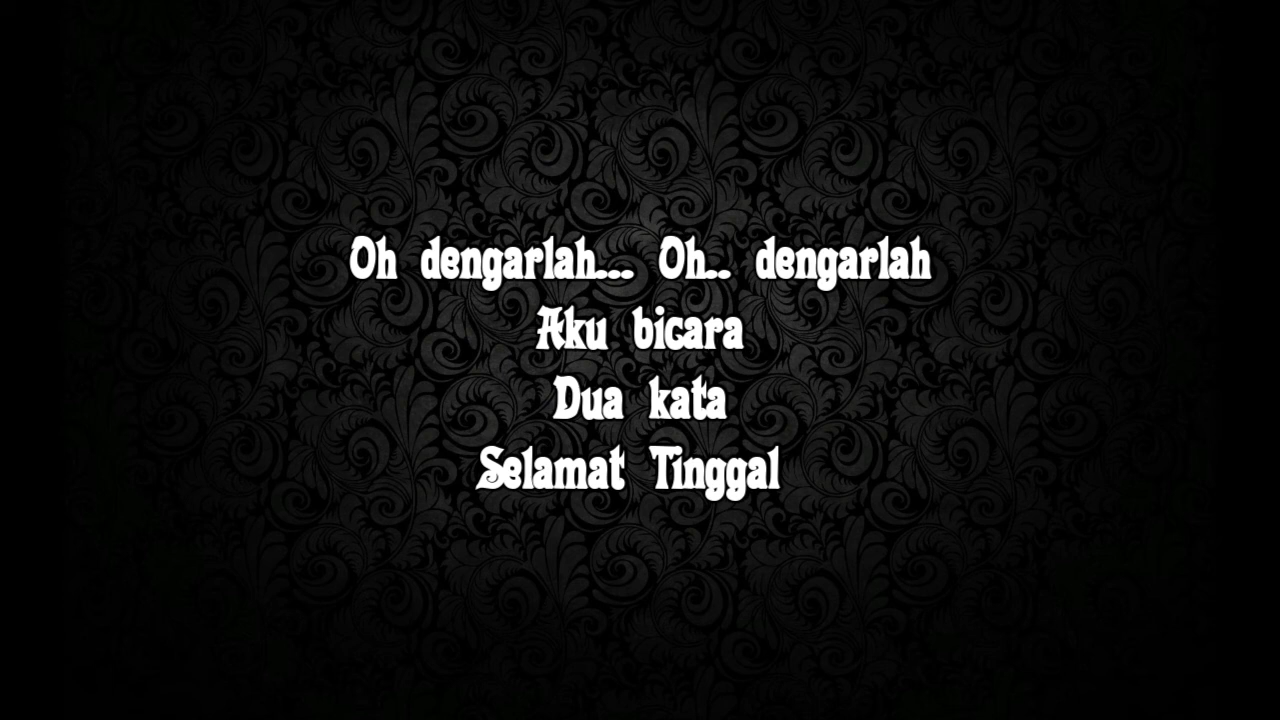 Oh dengarlah... Oh.. dengarlah
Aku bicara
Dua kata
Selamat Tinggal